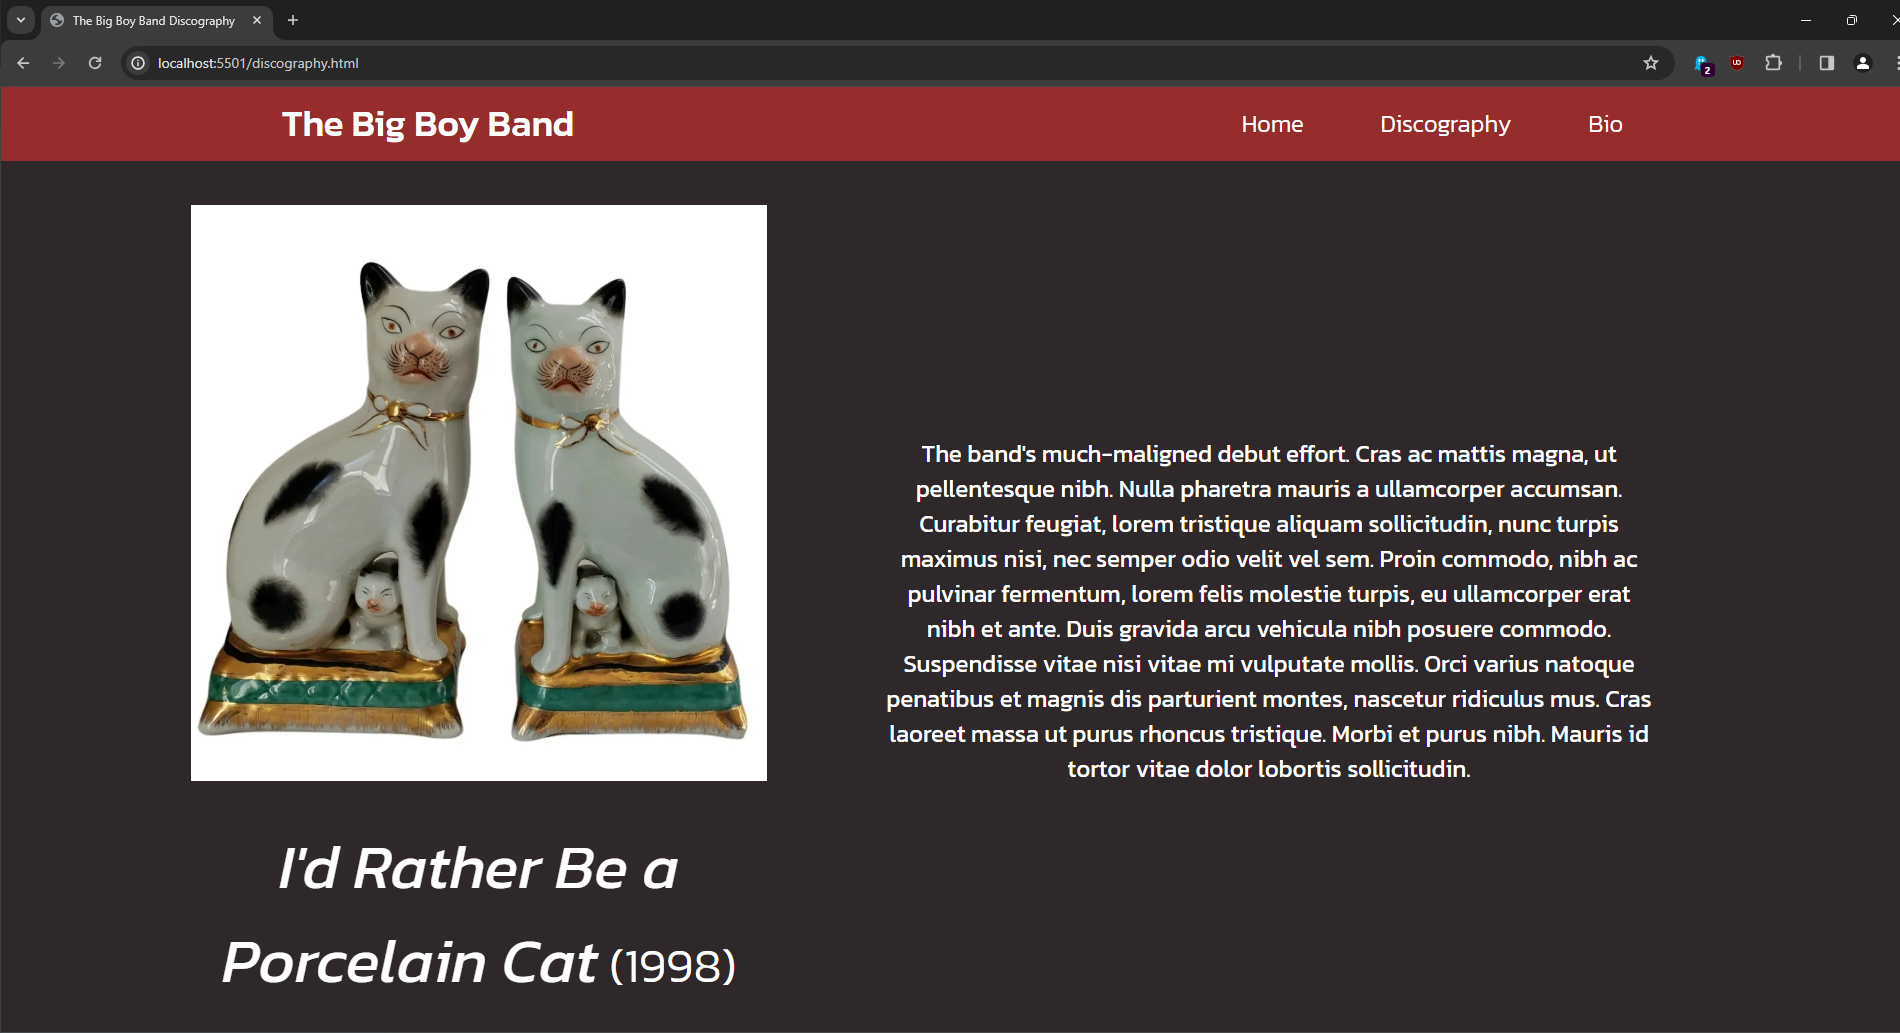 The Big Boy Band Discography
localhost:5501/discography.html
2
The Big Boy Band
Home
Discography
Bio
The band's much-maligned debut effort. Cras ac mattis magna, ut
pellentesque nibh. Nulla pharetra mauris a ullamcorper accumsan.
Curabitur feugiat, lorem tristique aliquam sollicitudin, nunc turpis
maximus nisi, nec semper odio velit vel sem. Proin commodo, nibh ac
pulvinar fermentum, lorem felis molestie turpis, eu ullamcorper erat
nibh et ante. Duis gravida arcu vehicula nibh posuere commodo.
Suspendisse vitae nisi vitae mi vulputate mollis. Orci varius natoque
penatibus et magnis dis parturient montes, nascetur ridiculus mus. Cras
laoreet massa ut purus rhoncus tristique. Morbi et purus nibh. Mauris id
tortor vitae dolor lobortis sollicitudin.
I'd Rather Be a
Porcelain Cat (1998)